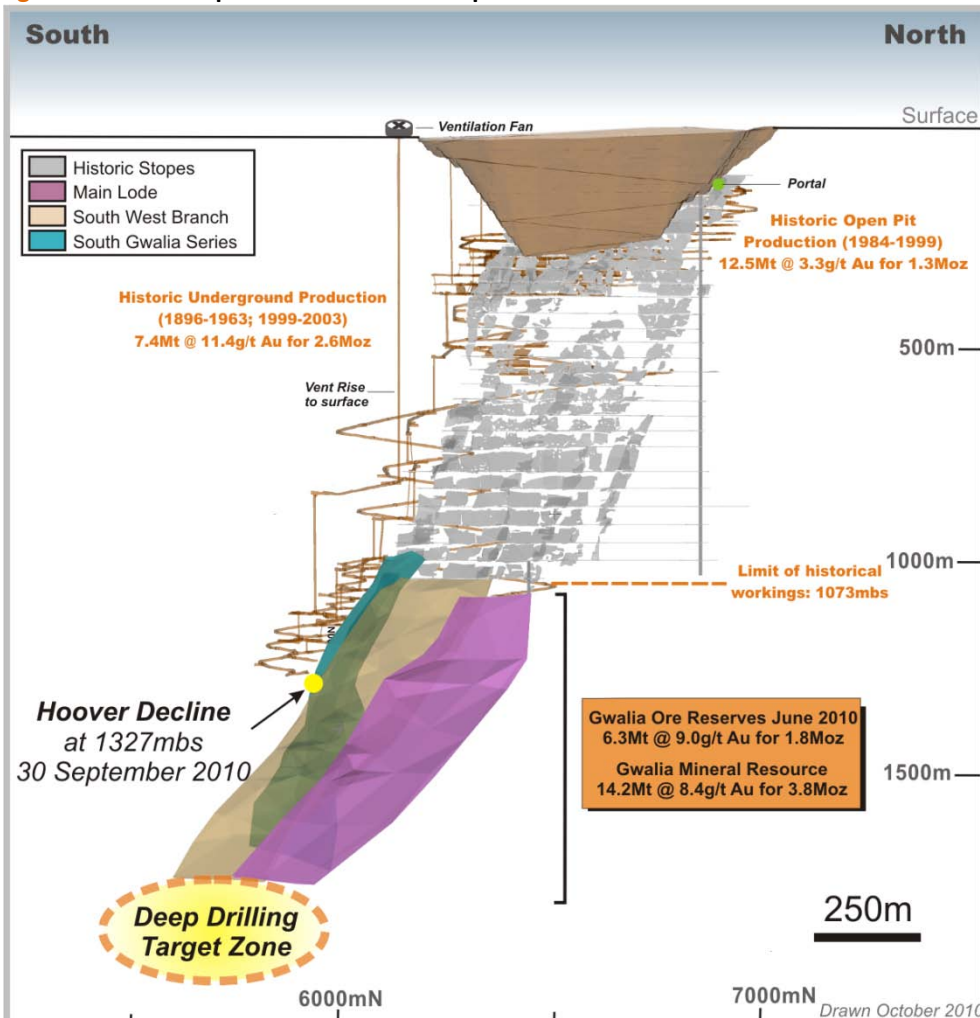 South
North
Surface
Ventilation Fan
Historic Stopes
Main Lode
South West Branch
South Gwalia Series
Portal
Historic Open Pit
Production (1984-1999)
12.5Mt @ 3.3g/t Au for 1.3Moz
Historic Underground Production
(1896-1963; 1999-2003)
7.4Mt @ 11.4g/t Au for 2.6Moz
500m
Vent Rise
to surface
1000m
Limit of historical
workings: 1073mbs
Hoover Decline
at 1327mbs
30 September 2010
Gwalia Ore Reserves June 2010
6.3Mt @ 9.0g/t Au for 1.8Moz
Gwalia Mineral Resource
14.2Mt @ 8.4g/t Au for 3.8Moz
1500m
Deep Drilling
Target Zone
250m
6000mN
7000mN
Drawn October 2010